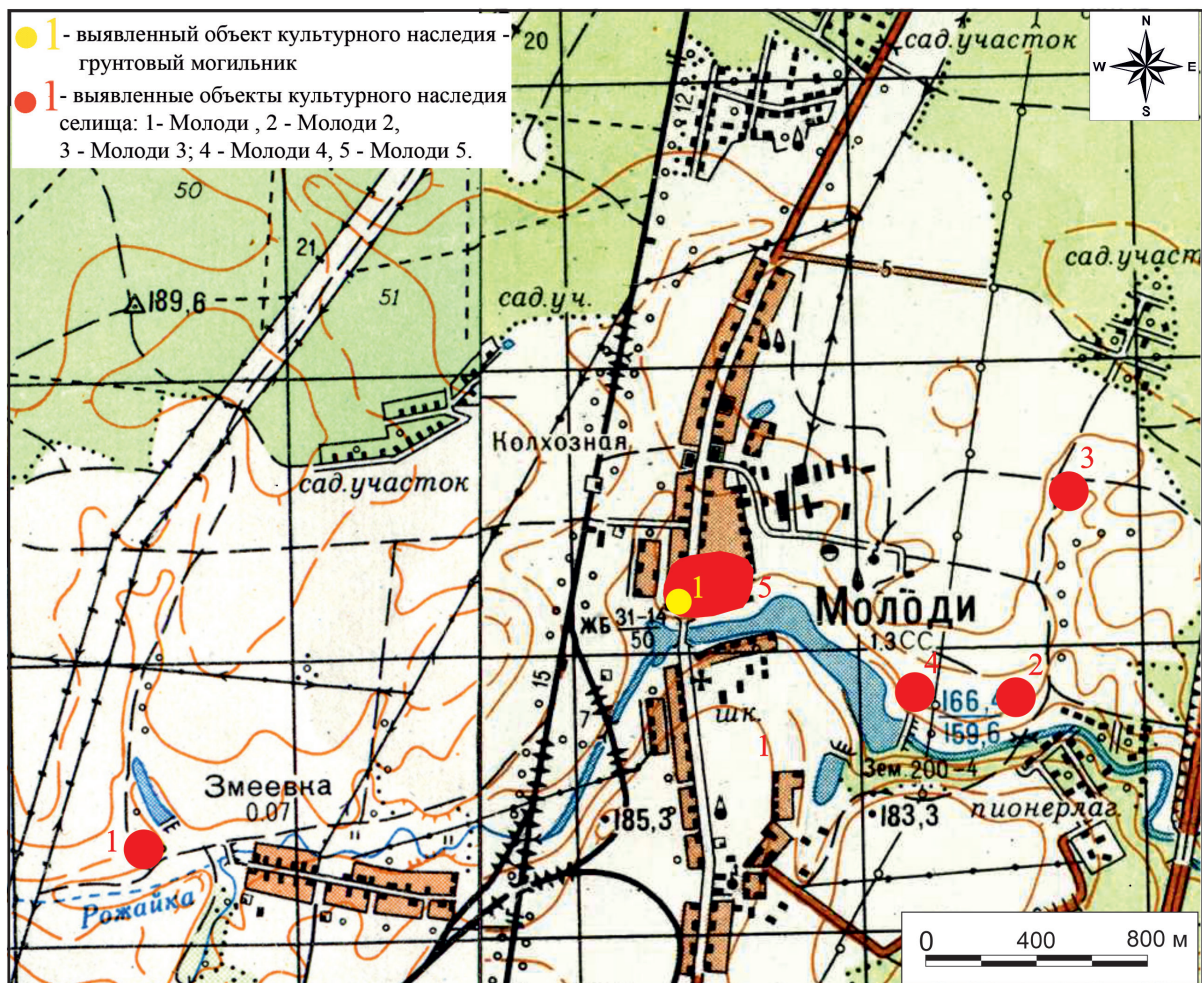 1 - выявленный объект культурного наследия -
грунтовый могильник
1 - выявленные объекты культурного наследия
селища: 1- Молоди , 2 - Молоди 2,
3 - Молоди 3; 4 - Молоди 4, 5 - Молоди 5.
N
W E
S
20
сад.участок
12
50
21
51
189,6
сад.уч.
5
сад.участ
Колхозная
сад.участок
3
1
5
ЖБ 31-14
50
Молоди
1.3СС
4
2
166,
159,6
15
7
шк.
1
Зем.200-4
Змеевка
0.07
185,3
183,3
пионерлаг.
1
Рожайка
0 400 800 м